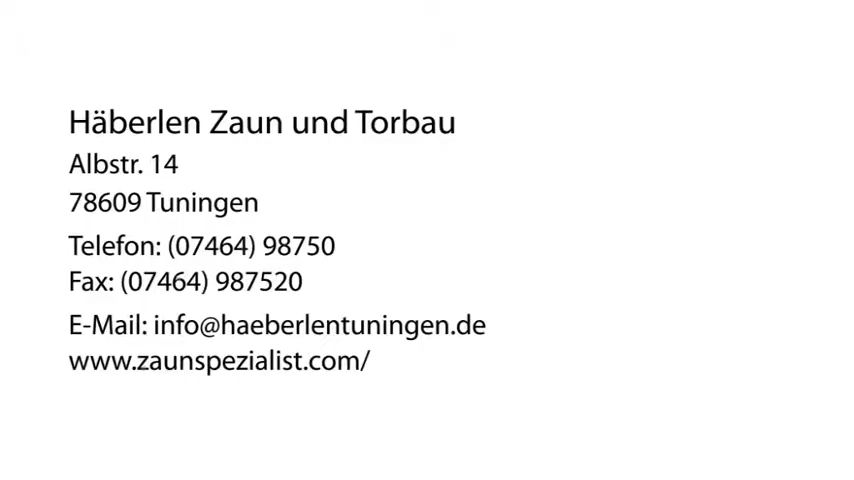 Häberlen Zaun und Torbau
Albstr. 14
78609 Tuningen
Telefon: (07464) 98750
Fax: (07464) 987520
E-Mail: info@haeberlentuningen.de
www.zaunspezialist.com/